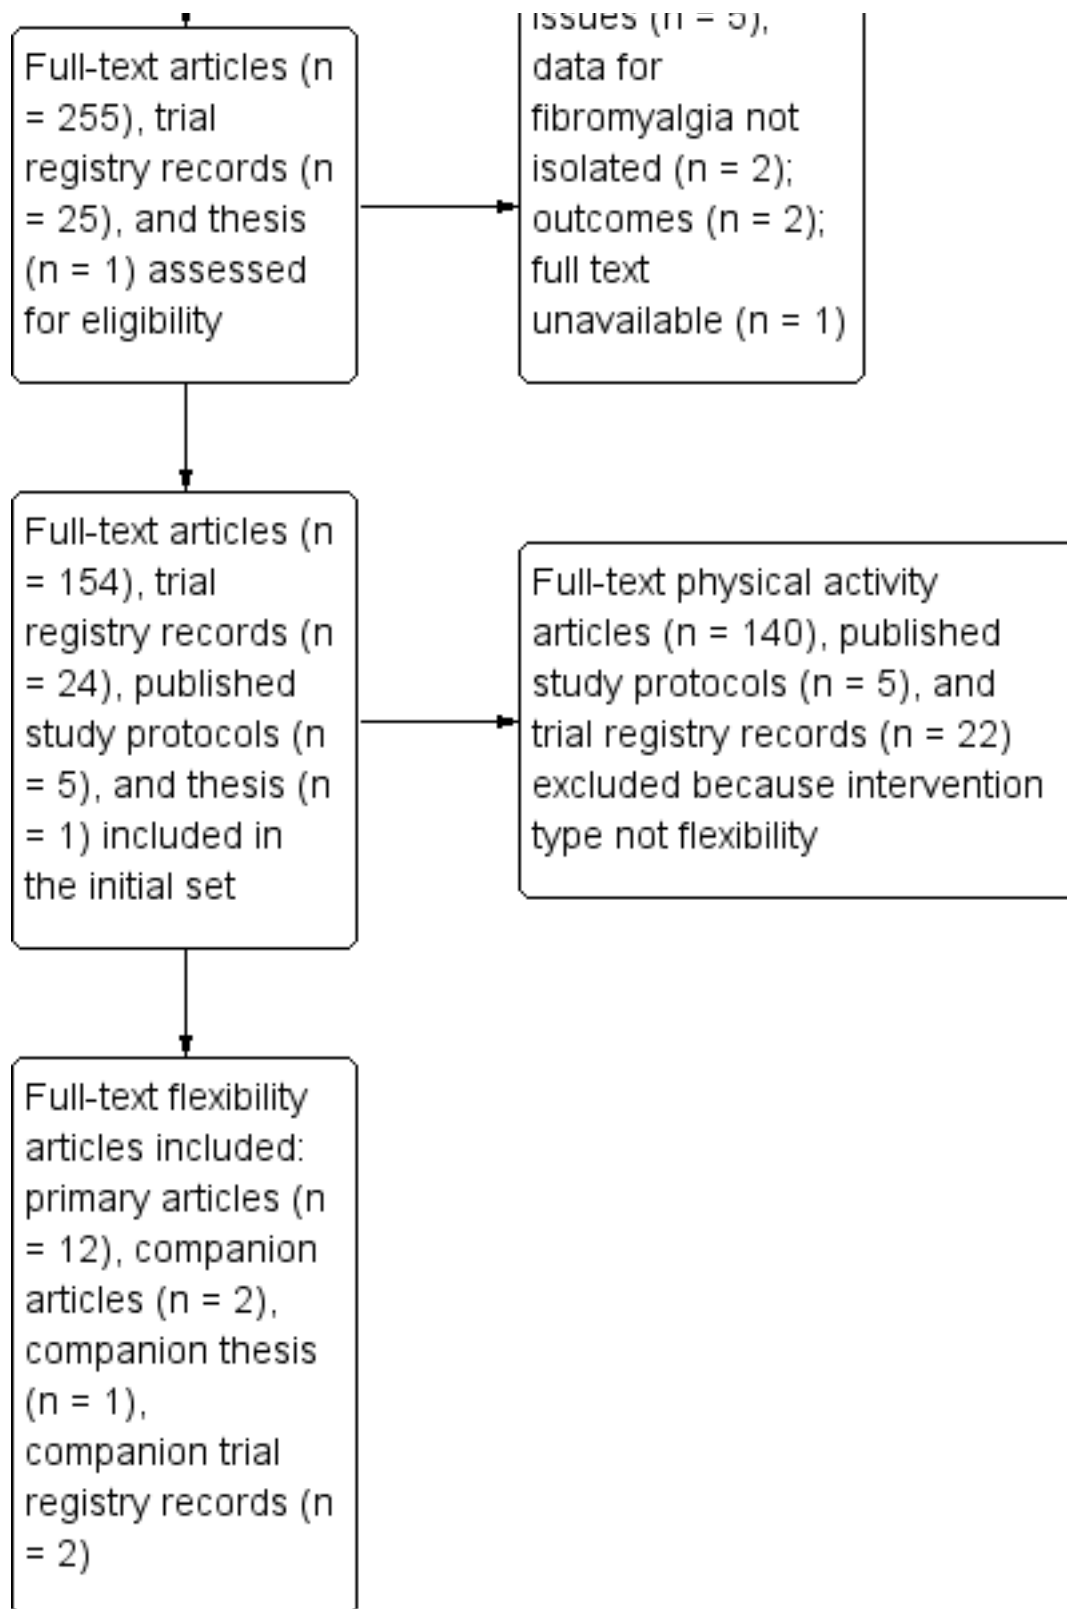 Full-text articles (n
= 255), trial
registry records (n
= 25), and thesis
(n = 1) assessed
for eligibility
issues (n = 5),
data for
fibromyalgia not
isolated (n = 2);
outcomes (n = 2);
full text
unavailable (n = 1)
Full-text articles (n
= 154), trial
registry records (n
= 24), published
study protocols (n
= 5), and thesis (n
= 1) included in
the initial set
Full-text physical activity
articles (n = 140), published
study protocols (n = 5), and
trial registry records (n = 22)
excluded because intervention
type not flexibility
Full-text flexibility
articles included:
primary articles (n
= 12), companion
articles (n = 2),
companion thesis
(n = 1),
companion trial
registry records (n
= 2)